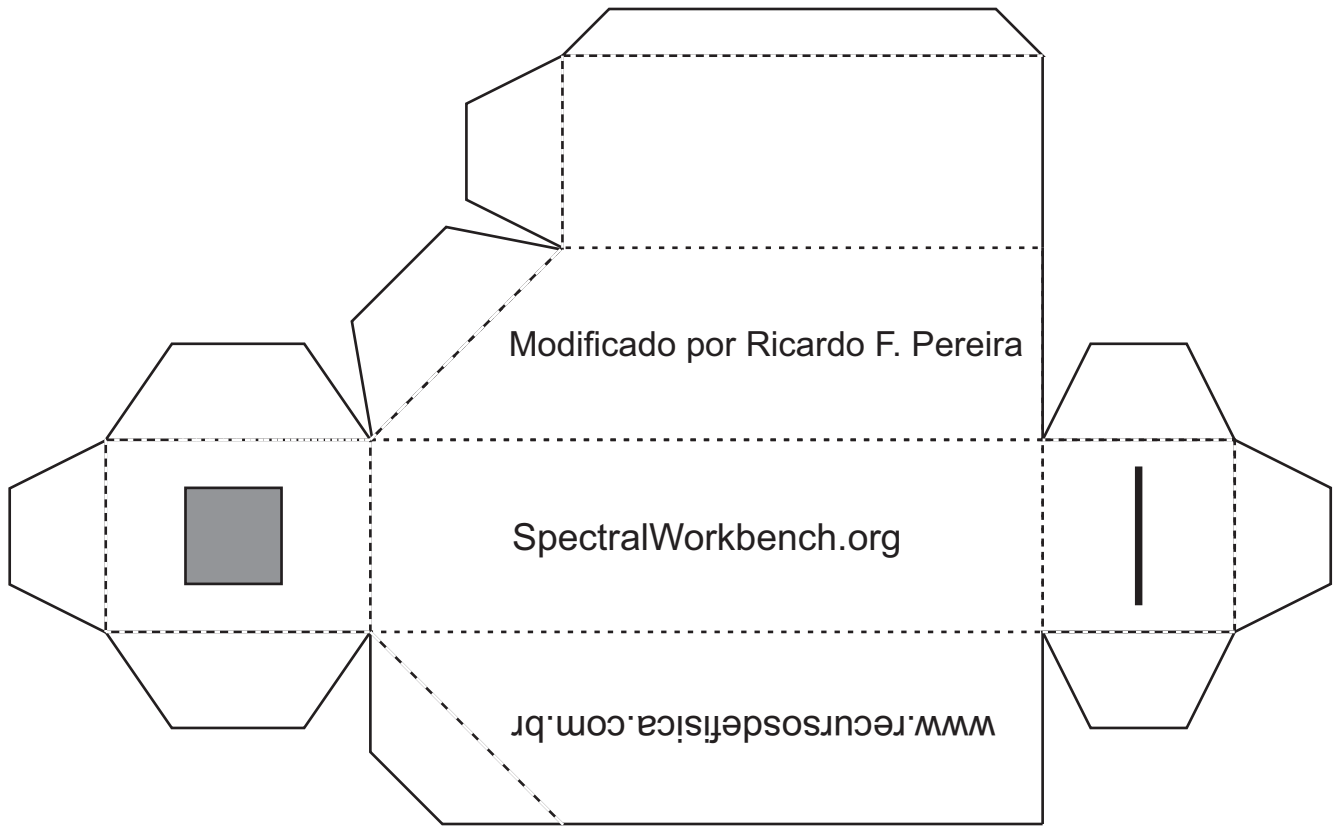 Modificado por Ricardo F. Pereira
SpectralWorkbench.org
www.recursosdefisica.com.br